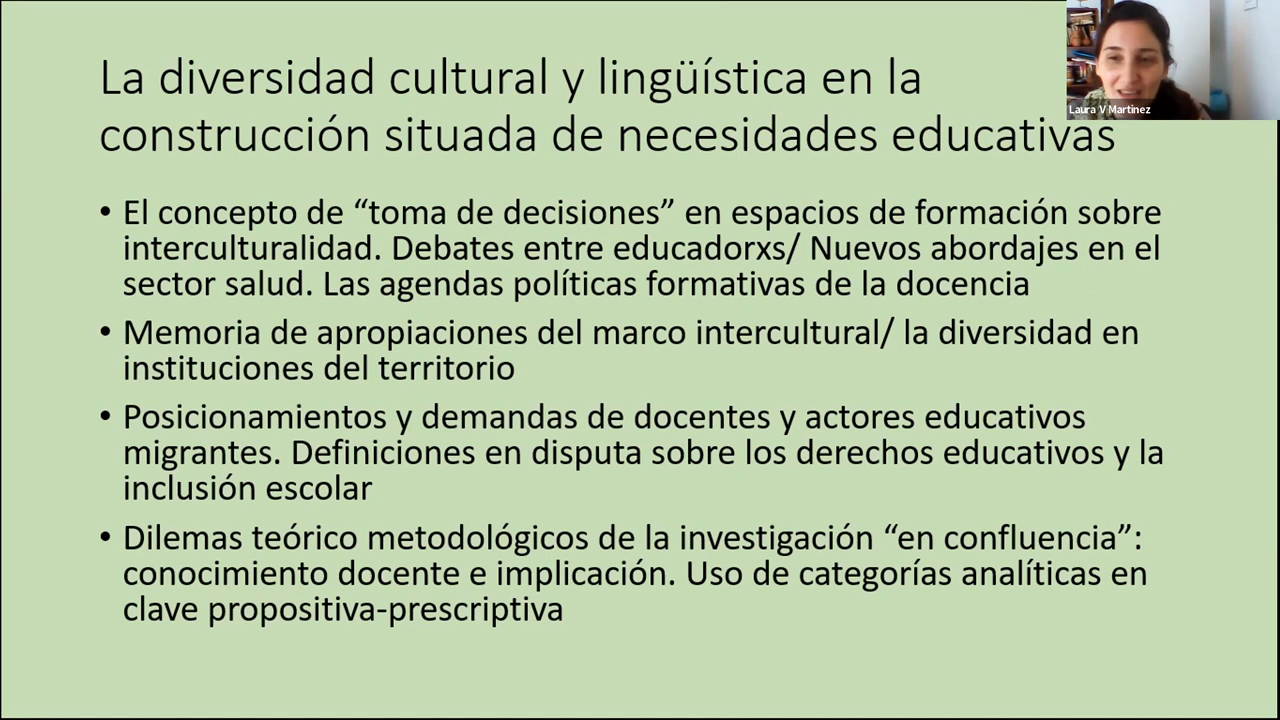 La diversidad cultural y lingüística en la
construcción situada de necesidades educativas
Laura V Martinez
• El concepto de “toma de decisiones” en espacios de formación sobre
interculturalidad. Debates entre educadorxs/ Nuevos abordajes en el
sector salud. Las agendas políticas formativas de la docencia
• Memoria de apropiaciones del marco intercultural/ la diversidad en
instituciones del territorio
• Posicionamientos y demandas de docentes y actores educativos
migrantes. Definiciones en disputa sobre los derechos educativos y la
inclusión escolar
• Dilemas teórico metodológicos de la investigación “en confluencia”:
conocimiento docente e implicación. Uso de categorías analíticas en
clave propositiva-prescriptiva